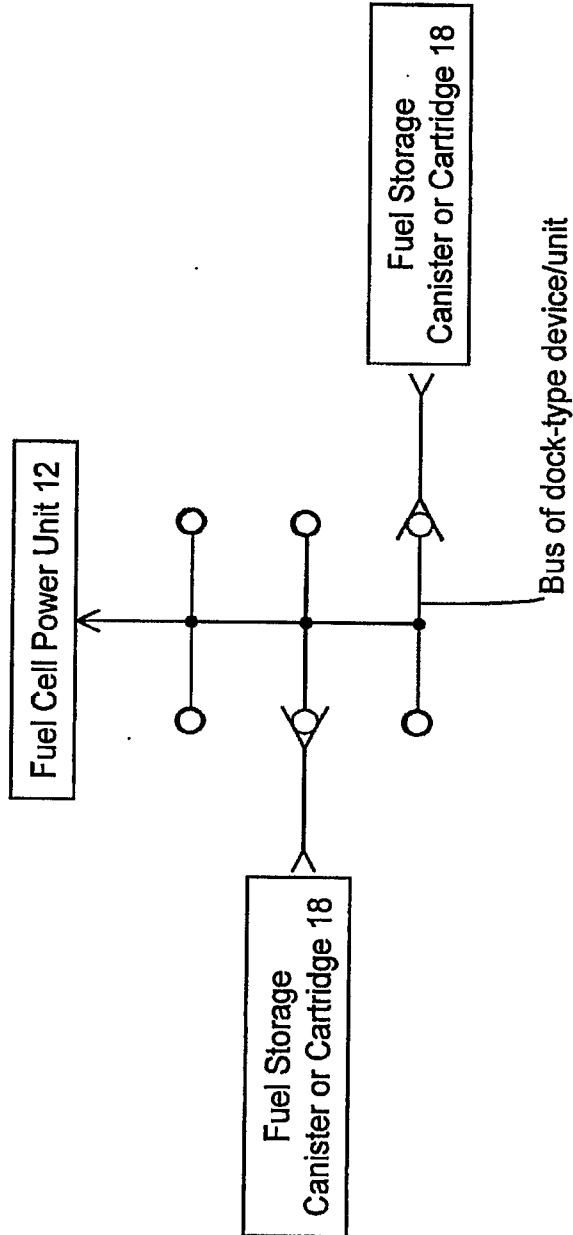 Fuel Cell Power Unit 12
Fuel Storage
Canister or Cartridge 18
Fuel Storage
Canister or Cartridge 18
Bus of dock-type device/unit